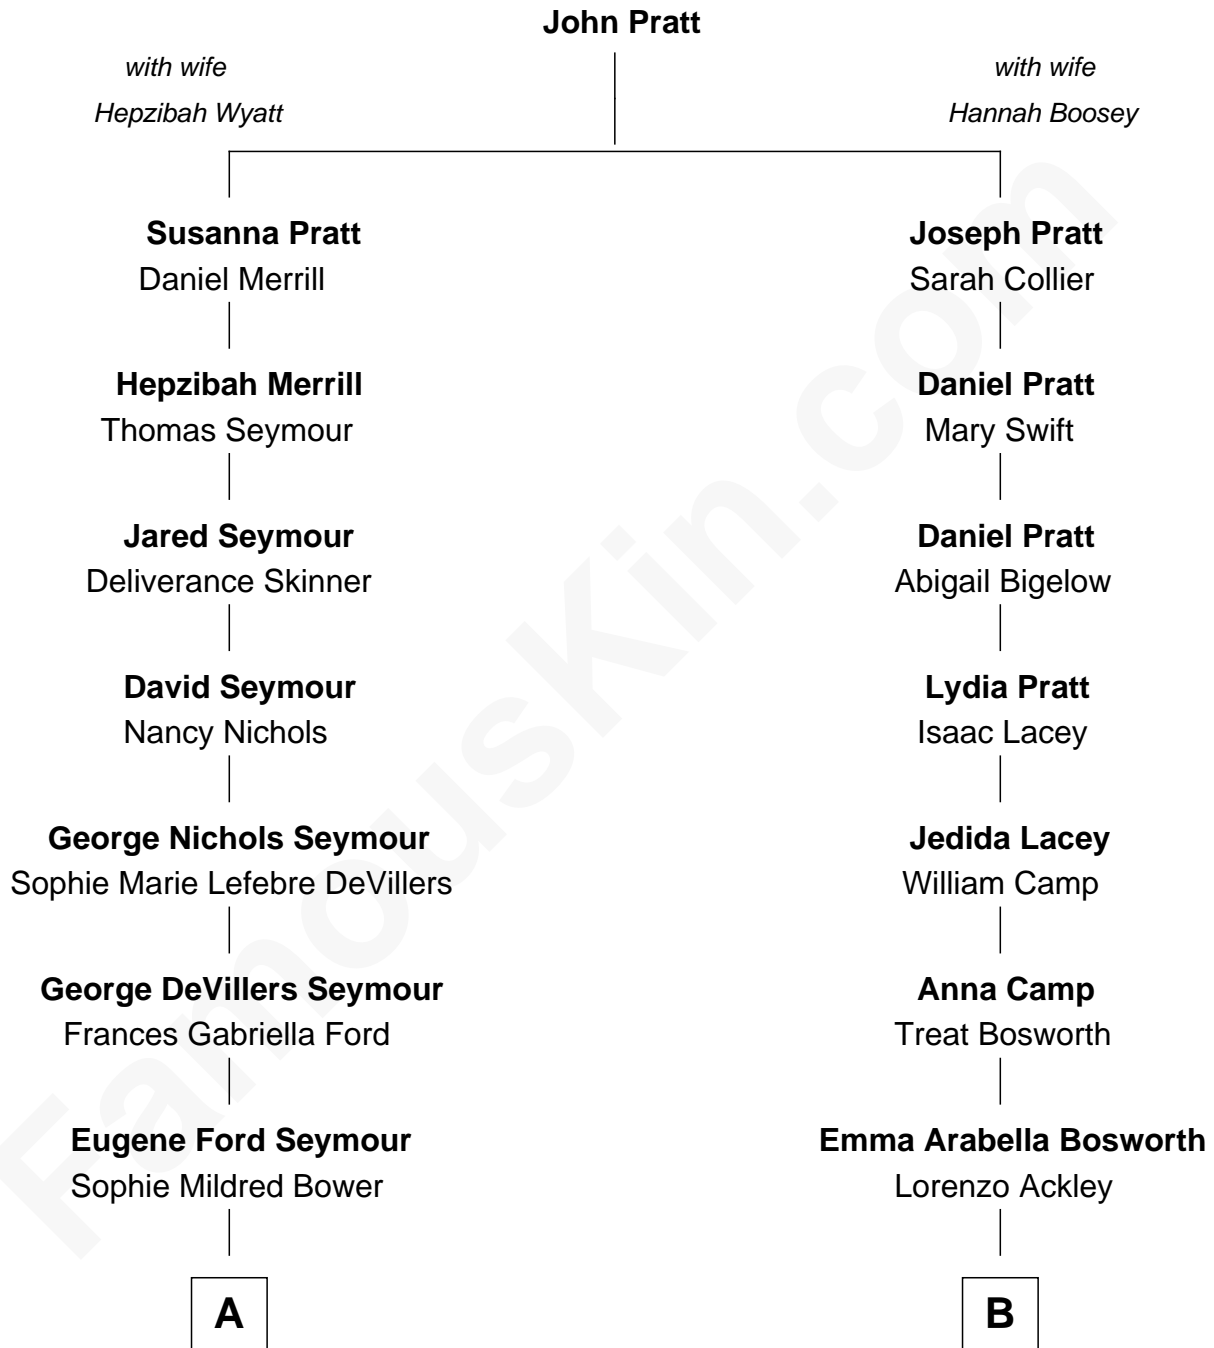 John Pratt
with wife
Hepzibah Wyatt
with wife
Hannah Boosey
Susanna Pratt
Daniel Merrill
Joseph Pratt
Sarah Collier
Hepzibah Merrill
Thomas Seymour
Daniel Pratt
Mary Swift
Jared Seymour
Deliverance Skinner
Daniel Pratt
Abigail Bigelow
David Seymour
Nancy Nichols
Lydia Pratt
Isaac Lacey
George Nichols Seymour
Sophie Marie Lefebre DeVillers
Jedida Lacey
William Camp
George DeVillers Seymour
Frances Gabriella Ford
Anna Camp
Treat Bosworth
Eugene Ford Seymour
Sophie Mildred Bower
Emma Arabella Bosworth
Lorenzo Ackley
A
B
FamousKin.com